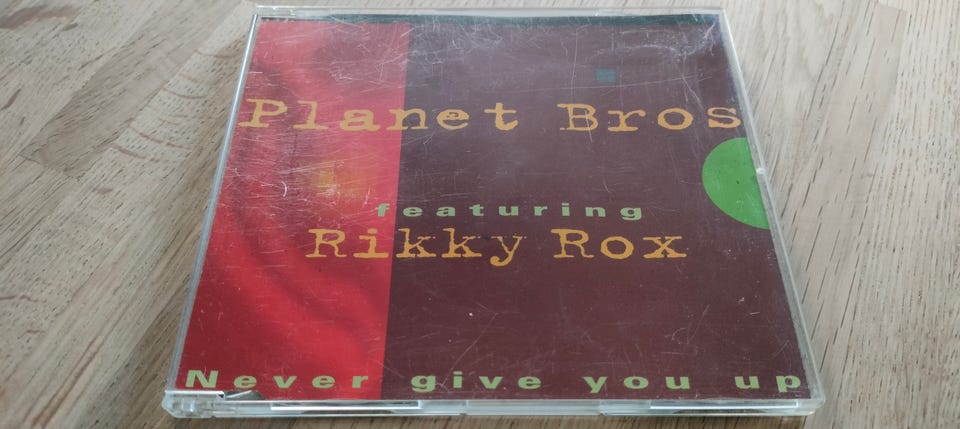 Planet Bros
featuring
Rikky Rox
Never give you up